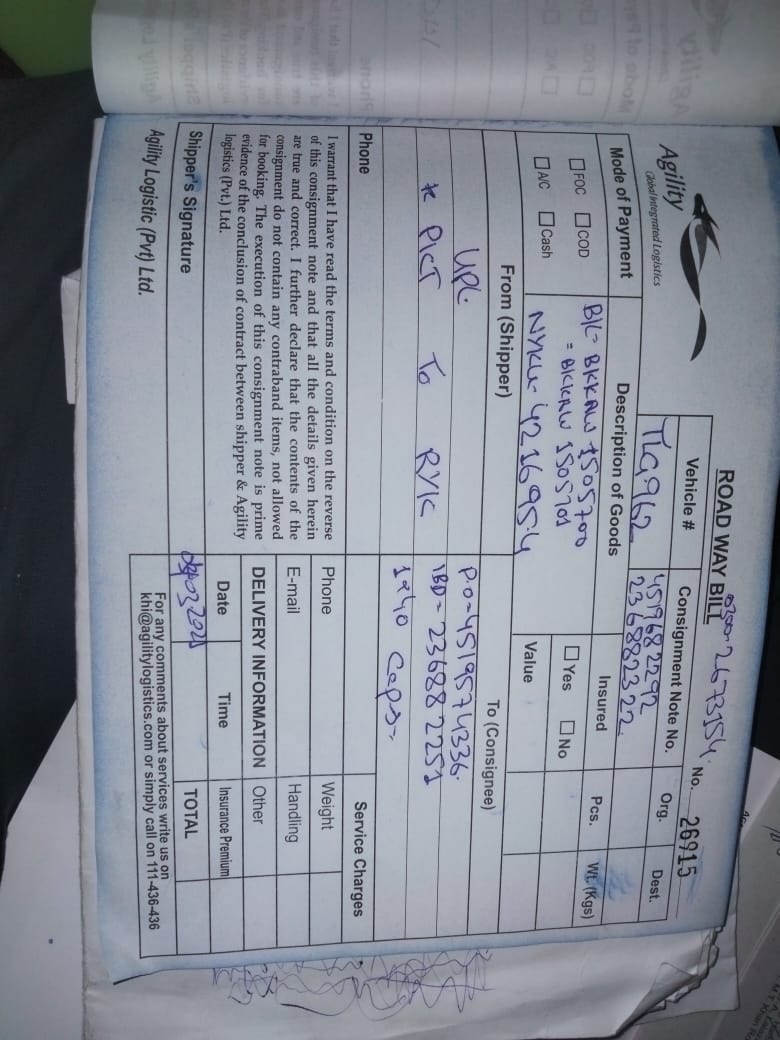 ROAD WAY BILL
0300-2673154
No. 26915
Agility
Global Integrated Logistics
Vehicle #
Consignment Note No.
Org.
Dest.
TLG962
4519682292
236882322
Mode of Payment
Description of Goods
Insured
Pcs.
Wt. (Kgs)
FOC COD
A/C Cash
B/L- BKKAW 1505700
= BKKAW 1505701
NYKU- 421695-4
Yes No
Value
From (Shipper)
To (Consignee)
UPL
* PICT To RYK
P.O-4519574336
IBD- 236882251
1940 Caps
Phone
Service Charges
I warrant that I have read the terms and condition on the reverse
of this consignment note and that all the details given herein
are true and correct. I further declare that the contents of the
consignment do not contain any contraband items, not allowed
for booking. The execution of this consignment note is prime
evidence of the conclusion of contract between shipper & Agility
logistics (Pvt.) Ltd.
Phone
Weight
E-mail
Handling
DELIVERY INFORMATION
Other
Date
Time
Insurance Premium
Shipper's Signature
03 2021
TOTAL
Agility Logistic (Pvt) Ltd.
For any comments about services write us on
khi@agilitylogistics.com or simply call on 111-436-436